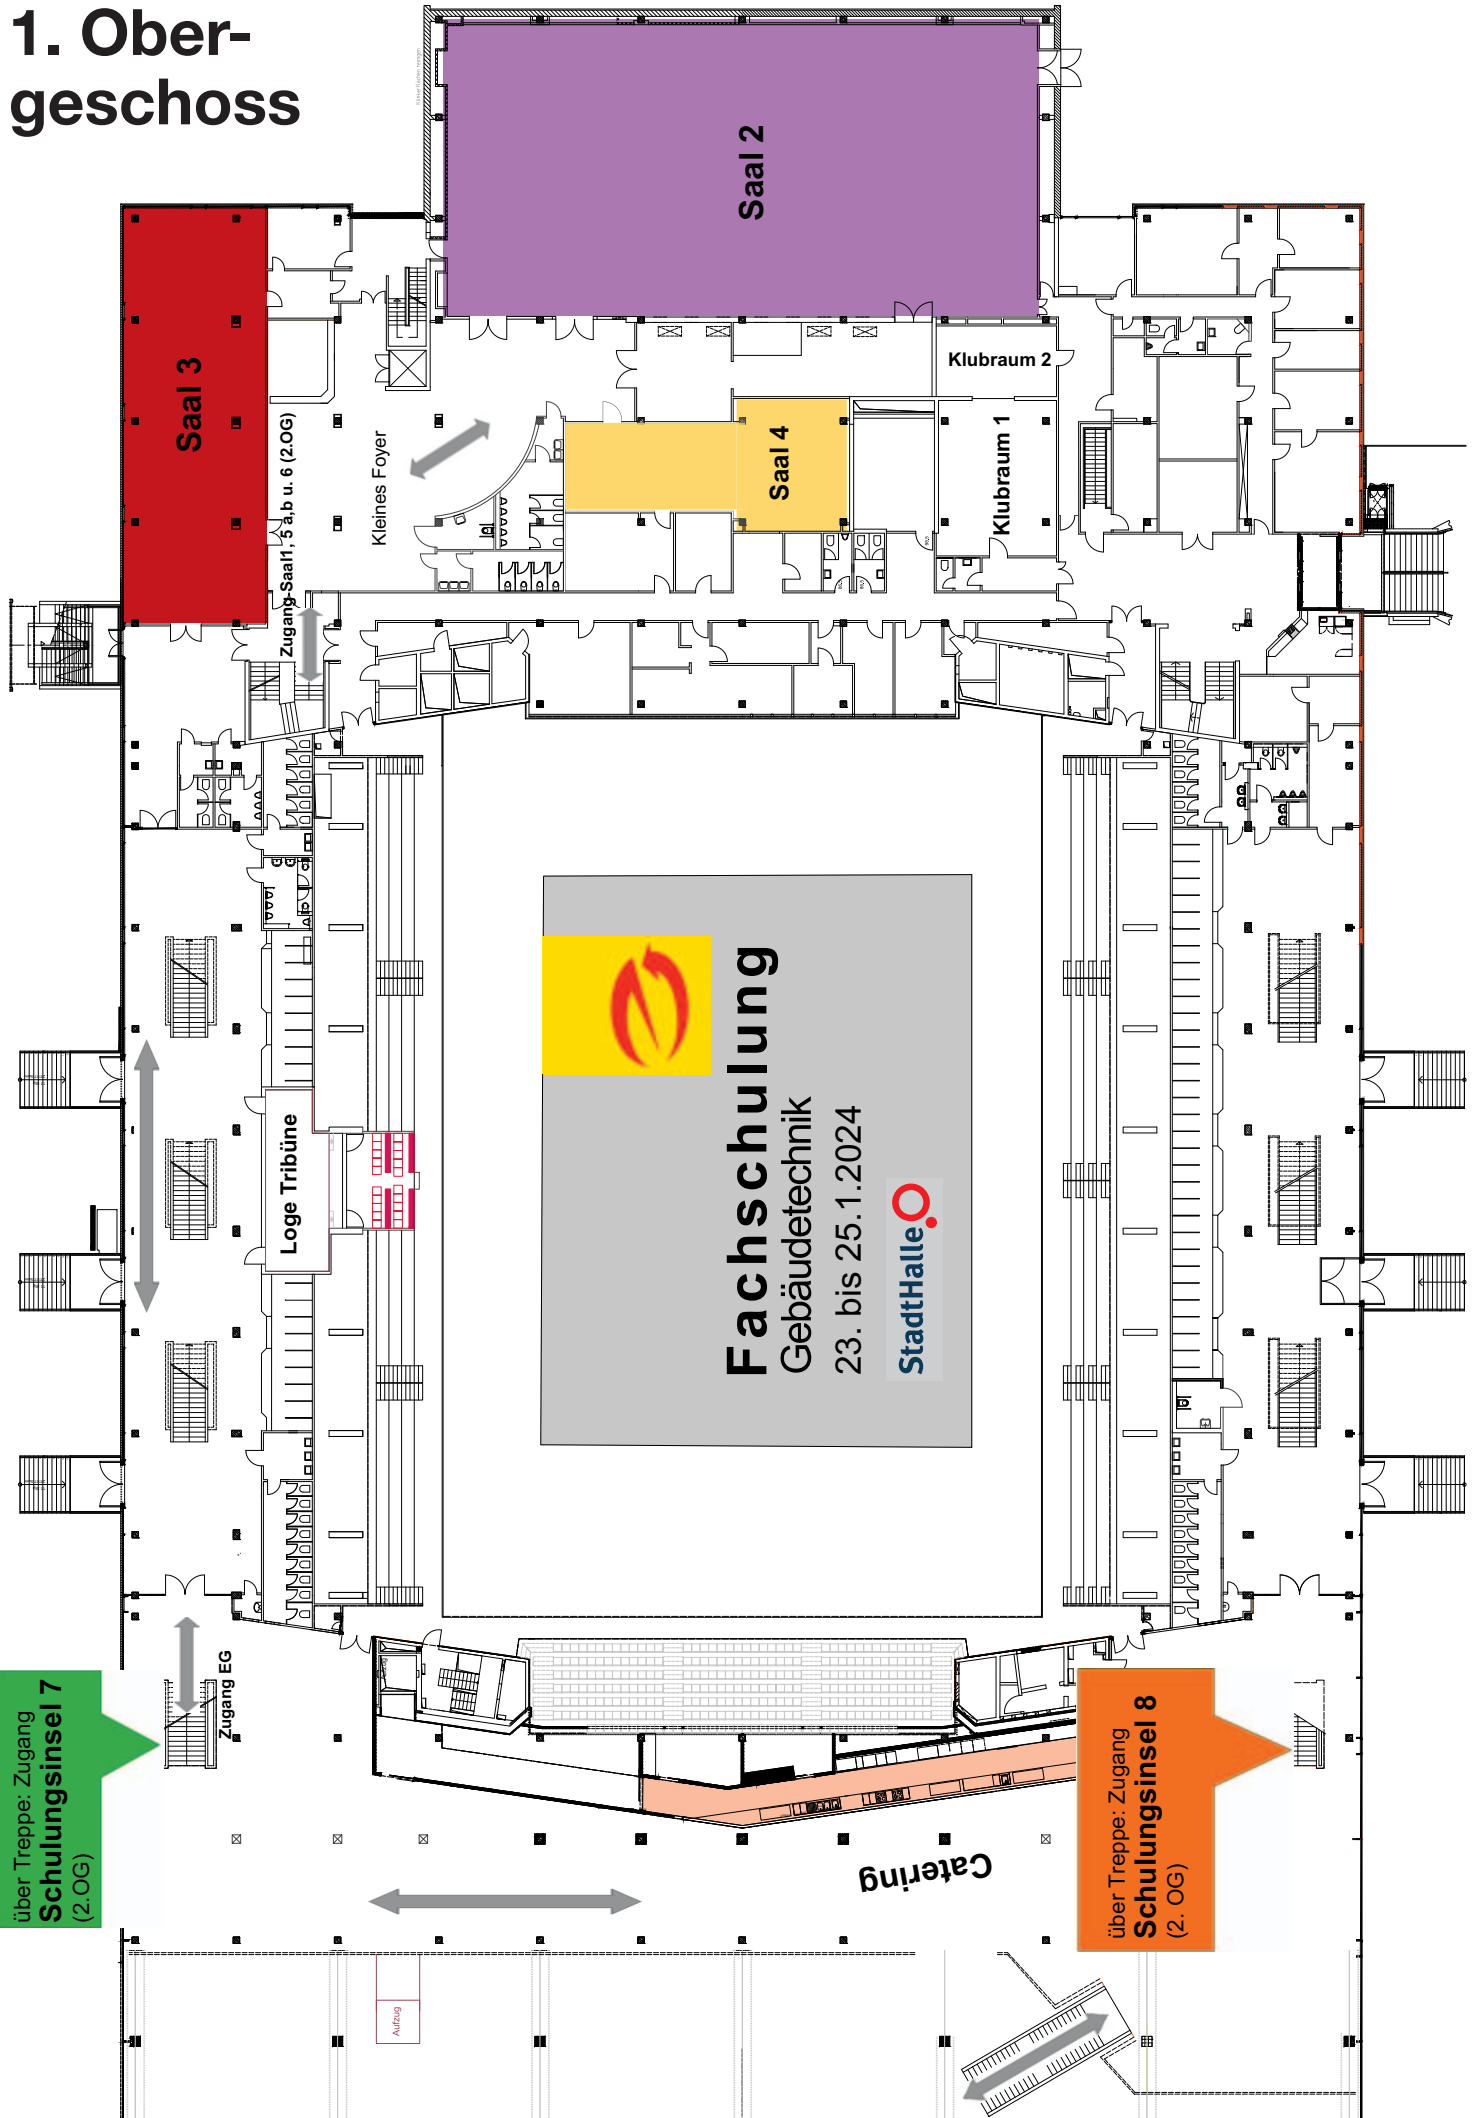 1. Ober-
geschoss
Saal 2
Saal 3
Klubraum 2
Saal 4
Klubraum 1
Kleines Foyer
Zugang-Saal1, 5 a,b u. 6 (2.OG)
Loge Tribüne
Fachschulung
Gebäudetechnik
23. bis 25.1.2024
StadtHalle
Zugang EG
über Treppe: Zugang
Schulungsinsel 7
(2.OG)
über Treppe: Zugang
Schulungsinsel 8
(2. OG)
Catering
Aufzug